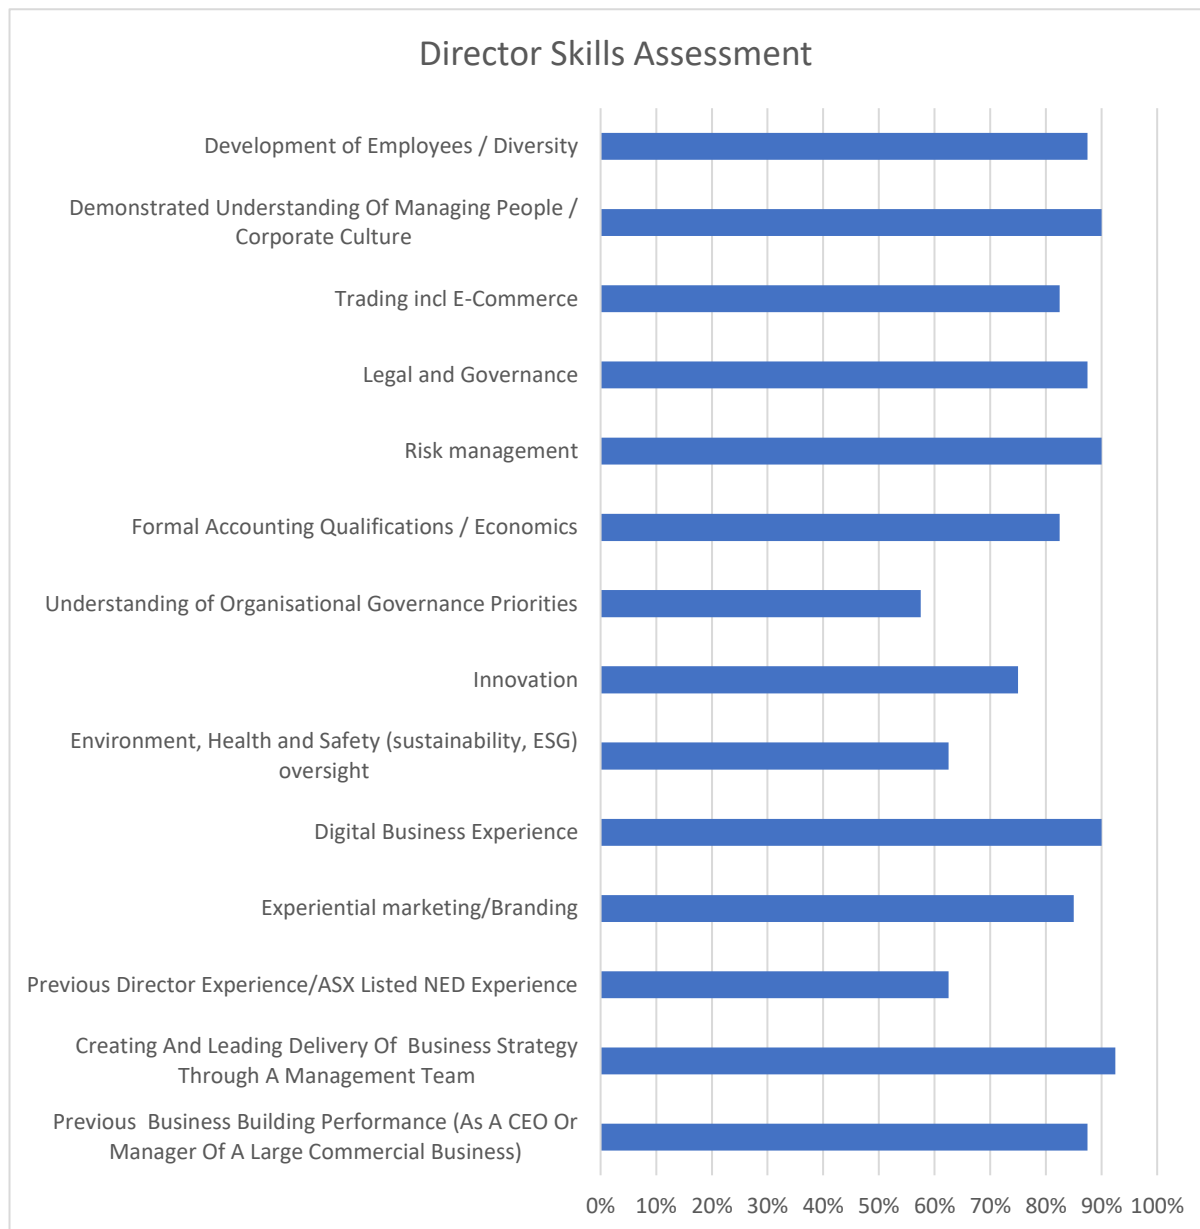 Director Skills Assessment
Development of Employees / Diversity
Demonstrated Understanding Of Managing People /
Corporate Culture
Trading incl E-Commerce
Legal and Governance
Risk management
Formal Accounting Qualifications / Economics
Understanding of Organisational Governance Priorities
Innovation
Environment, Health and Safety (sustainability, ESG)
oversight
Digital Business Experience
Experiential marketing/Branding
Previous Director Experience/ASX Listed NED Experience
Creating And Leading Delivery Of  Business Strategy
Through A Management Team
Previous  Business Building Performance (As A CEO Or
Manager Of A Large Commercial Business)
0% 10% 20% 30% 40% 50% 60% 70% 80% 90% 100%